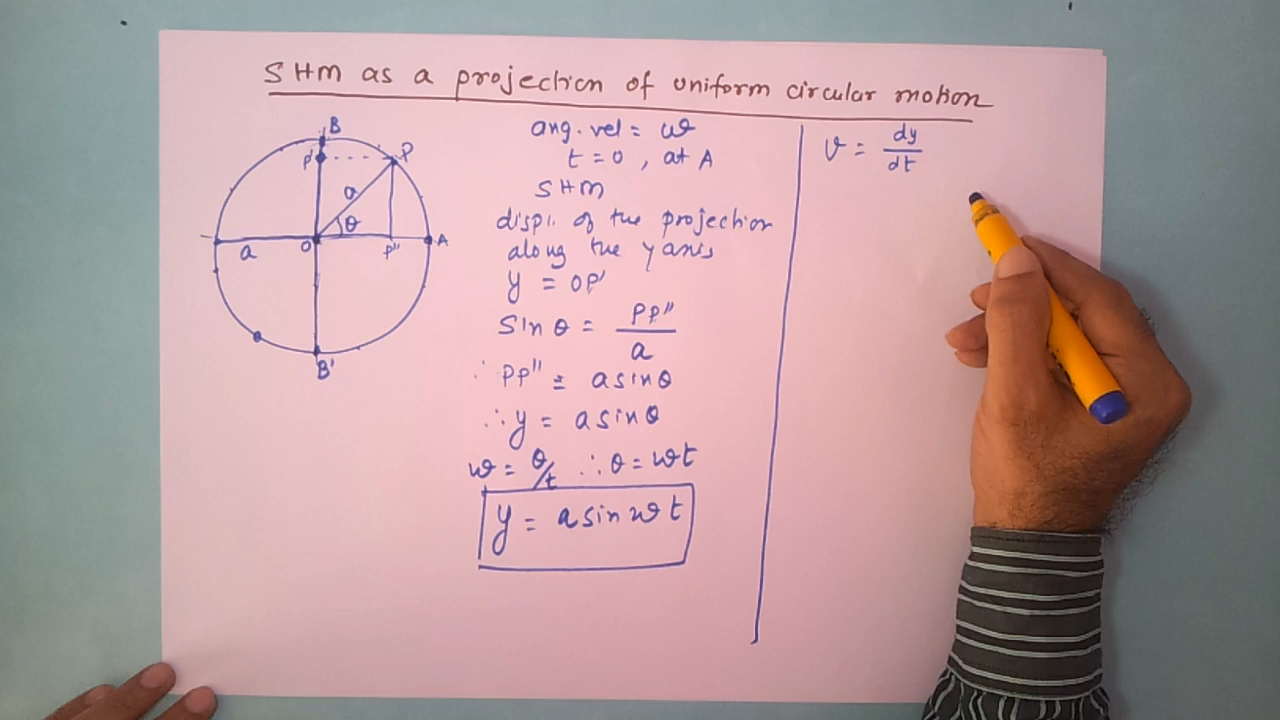 SHM as a projection of uniform circular motion
B
P' P
a
θ
a O P'' A
B'
ang. vel = ω
t = 0 , at A
SHM
displ. of the projection
along the y axis
y = OP'
sin θ = PP''/a
∴ PP'' = a sin θ
∴ y = a sin θ
ω = θ/t ∴ θ = ωt
y = a sin ω t
v = dy/dt